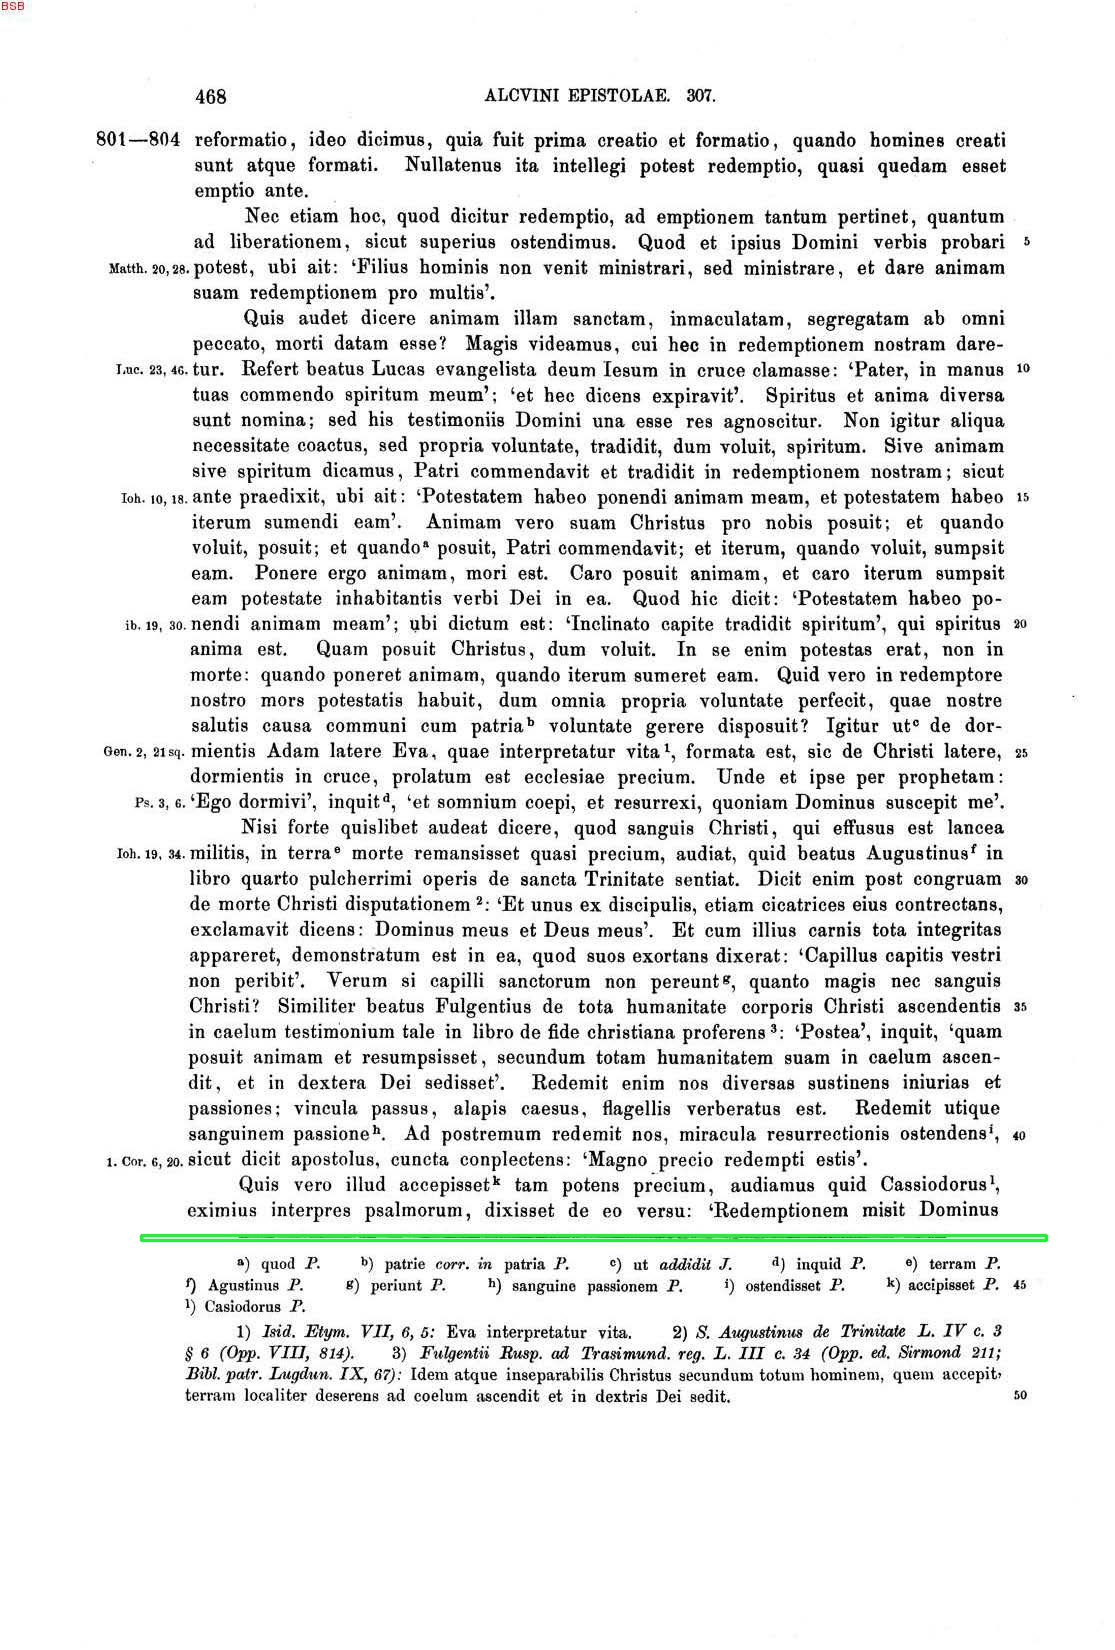 BSB
468 ALCVINI EPISTOLAE. 307.
801—804 reformatio, ideo dicimus, quia fuit prima creatio et formatio, quando homines creati
sunt atque formati. Nullatenus ita intellegi potest redemptio, quasi quedam esset
emptio ante.
Nec etiam hoc, quod dicitur redemptio, ad emptionem tantum pertinet, quantum
ad liberationem, sicut superius ostendimus. Quod et ipsius Domini verbis probari 5
Matth. 20, 28. potest, ubi ait: ‘Filius hominis non venit ministrari, sed ministrare, et dare animam
suam redemptionem pro multis’.
Quis audet dicere animam illam sanctam, inmaculatam, segregatam ab omni
peccato, morti datam esse? Magis videamus, cui hec in redemptionem nostram dare-
Luc. 23, 46. tur. Refert beatus Lucas evangelista deum Iesum in cruce clamasse: ‘Pater, in manus 10
tuas commendo spiritum meum’; ‘et hec dicens expiravit’. Spiritus et anima diversa
sunt nomina; sed his testimoniis Domini una esse res agnoscitur. Non igitur aliqua
necessitate coactus, sed propria voluntate, tradidit, dum voluit, spiritum. Sive animam
sive spiritum dicamus, Patri commendavit et tradidit in redemptionem nostram; sicut
Ioh. 10, 18. ante praedixit, ubi ait: ‘Potestatem habeo ponendi animam meam, et potestatem habeo 15
iterum sumendi eam’. Animam vero suam Christus pro nobis posuit; et quando
voluit, posuit; et quandoᵃ posuit, Patri commendavit; et iterum, quando voluit, sumpsit
eam. Ponere ergo animam, mori est. Caro posuit animam, et caro iterum sumpsit
eam potestate inhabitantis verbi Dei in ea. Quod hic dicit: ‘Potestatem habeo po-
ib. 19, 30. nendi animam meam’; ubi dictum est: ‘Inclinato capite tradidit spiritum’, qui spiritus 20
anima est. Quam posuit Christus, dum voluit. In se enim potestas erat, non in
morte: quando poneret animam, quando iterum sumeret eam. Quid vero in redemptore
nostro mors potestatis habuit, dum omnia propria voluntate perfecit, quae nostre
salutis causa communi cum patriaᵇ voluntate gerere disposuit? Igitur utᶜ de dor-
Gen. 2, 21 sq. mientis Adam latere Eva, quae interpretatur vita¹, formata est, sic de Christi latere, 25
dormientis in cruce, prolatum est ecclesiae precium. Unde et ipse per prophetam:
Ps. 3, 6. ‘Ego dormivi’, inquitᵈ, ‘et somnium coepi, et resurrexi, quoniam Dominus suscepit me’.
Nisi forte quislibet audeat dicere, quod sanguis Christi, qui effusus est lancea
Ioh. 19, 34. militis, in terraᵉ morte remansisset quasi precium, audiat, quid beatus Augustinusᶠ in
libro quarto pulcherrimi operis de sancta Trinitate sentiat. Dicit enim post congruam 30
de morte Christi disputationem ²: ‘Et unus ex discipulis, etiam cicatrices eius contrectans,
exclamavit dicens: Dominus meus et Deus meus’. Et cum illius carnis tota integritas
appareret, demonstratum est in ea, quod suos exortans dixerat: ‘Capillus capitis vestri
non peribit’. Verum si capilli sanctorum non pereuntᵍ, quanto magis nec sanguis
Christi? Similiter beatus Fulgentius de tota humanitate corporis Christi ascendentis 35
in caelum testimonium tale in libro de fide christiana proferens ³: ‘Postea’, inquit, ‘quam
posuit animam et resumpsisset, secundum totam humanitatem suam in caelum ascen-
dit, et in dextera Dei sedisset’. Redemit enim nos diversas sustinens iniurias et
passiones; vincula passus, alapis caesus, flagellis verberatus est. Redemit utique
sanguinem passioneʰ. Ad postremum redemit nos, miracula resurrectionis ostendensⁱ, 40
1. Cor. 6, 20. sicut dicit apostolus, cuncta conplectens: ‘Magno precio redempti estis’.
Quis vero illud accepissetᵏ tam potens precium, audiamus quid Cassiodorusˡ,
eximius interpres psalmorum, dixisset de eo versu: ‘Redemptionem misit Dominus
ᵃ) quod P. ᵇ) patrie corr. in patria P. ᶜ) ut addidit J. ᵈ) inquid P. ᵉ) terram P.
ᶠ) Agustinus P. ᵍ) periunt P. ʰ) sanguine passionem P. ⁱ) ostendisset P. ᵏ) accipisset P. 45
ˡ) Casiodorus P.
1) Isid. Etym. VII, 6, 5: Eva interpretatur vita. 2) S. Augustinus de Trinitate L. IV c. 3
§ 6 (Opp. VIII, 814). 3) Fulgentii Rusp. ad Trasimund. reg. L. III c. 34 (Opp. ed. Sirmond 211;
Bibl. patr. Lugdun. IX, 67): Idem atque inseparabilis Christus secundum totum hominem, quem accepit,
terram localiter deserens ad coelum ascendit et in dextris Dei sedit. 50